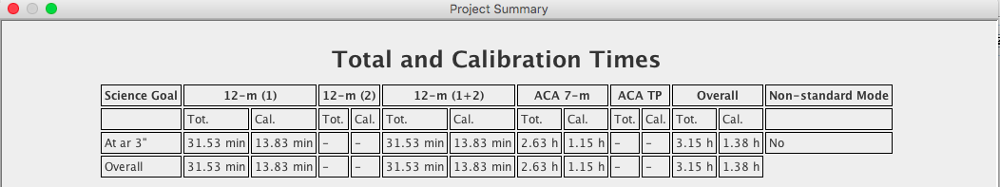 Project Summary
Total and Calibration Times
Science Goal 12-m (1) 12-m (2) 12-m (1+2) ACA 7-m ACA TP Overall Non-standard Mode
Tot. Cal. Tot. Cal. Tot. Cal. Tot. Cal. Tot. Cal. Tot. Cal.
At ar 3" 31.53 min 13.83 min - - 31.53 min 13.83 min 2.63 h 1.15 h - - 3.15 h 1.38 h No
Overall 31.53 min 13.83 min - - 31.53 min 13.83 min 2.63 h 1.15 h - - 3.15 h 1.38 h